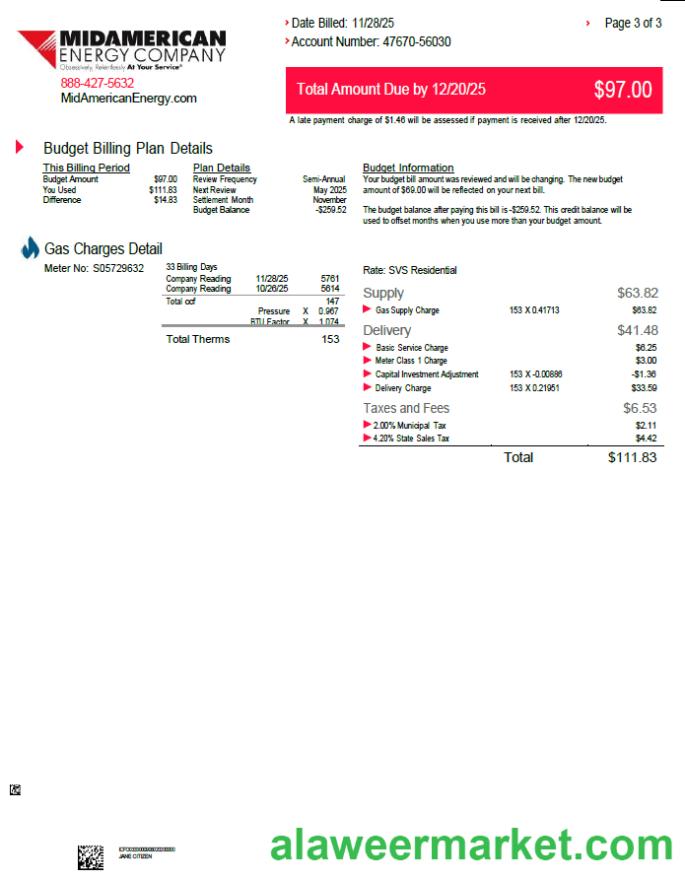 Date Billed: 11/28/25
Page 3 of 3
Account Number: 47670-56030
MIDAMERICAN
ENERGY COMPANY
Obsessively, Relentlessly At Your Service®
888-427-5632
MidAmericanEnergy.com
Total Amount Due by 12/20/25 $97.00
A late payment charge of $1.46 will be assessed if payment is received after 12/20/25.
Budget Billing Plan Details
This Billing Period
Budget Amount $97.00
You Used $111.83
Difference $14.83
Plan Details
Review Frequency Semi-Annual
Next Review May 2025
Settlement Month November
Budget Balance -$259.52
Budget Information
Your budget bill amount was reviewed and will be changing. The new budget
amount of $69.00 will be reflected on your next bill.
The budget balance after paying this bill is -$259.52. This credit balance will be
used to offset months when you use more than your budget amount.
Gas Charges Detail
Meter No: S05729632
33 Billing Days
Company Reading 11/28/25 5761
Company Reading 10/26/25 5614
Total ccf 147
Pressure X 0.967
BTU Factor X 1.074
Total Therms 153
Rate: SVS Residential
Supply $63.82
Gas Supply Charge 153 X 0.41713 $63.82
Delivery $41.48
Basic Service Charge $6.25
Meter Class 1 Charge $3.00
Capital Investment Adjustment 153 X -0.00886 -$1.36
Delivery Charge 153 X 0.21951 $33.59
Taxes and Fees $6.53
2.00% Municipal Tax $2.11
4.20% State Sales Tax $4.42
Total $111.83
JANE CITIZEN
alaweermarket.com